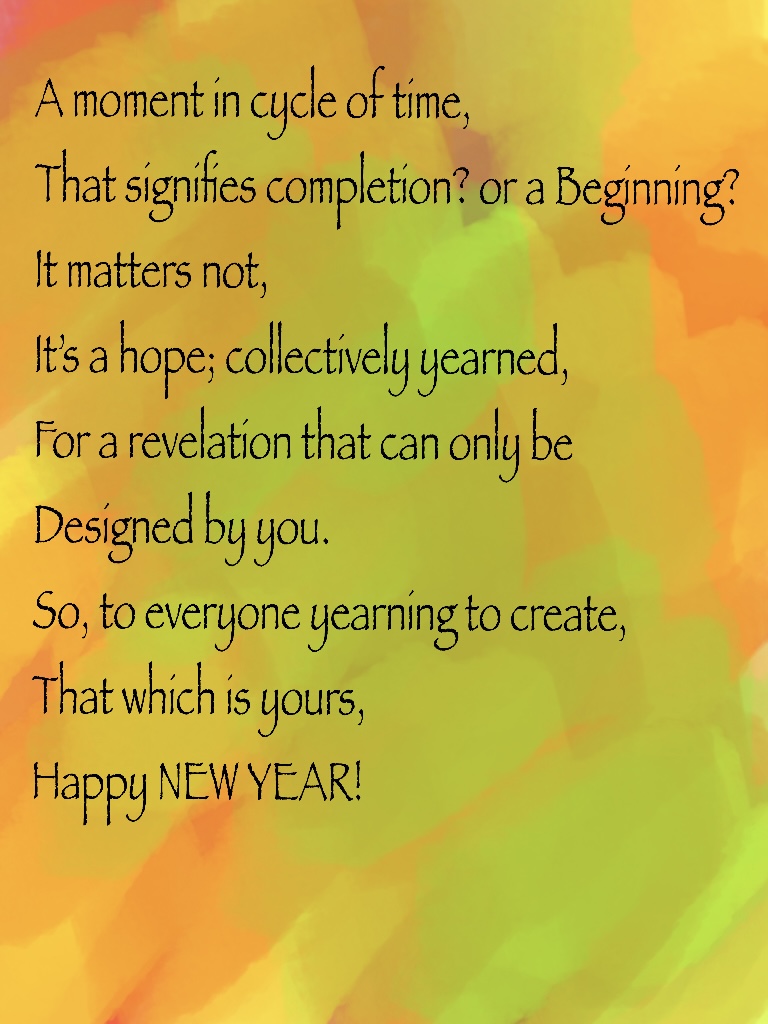 A moment in cycle of time,
That signifies completion? or a Beginning?
It matters not,
It's a hope; collectively yearned,
For a revelation that can only be
Designed by you.
So, to everyone yearning to create,
That which is yours,
Happy NEW YEAR!